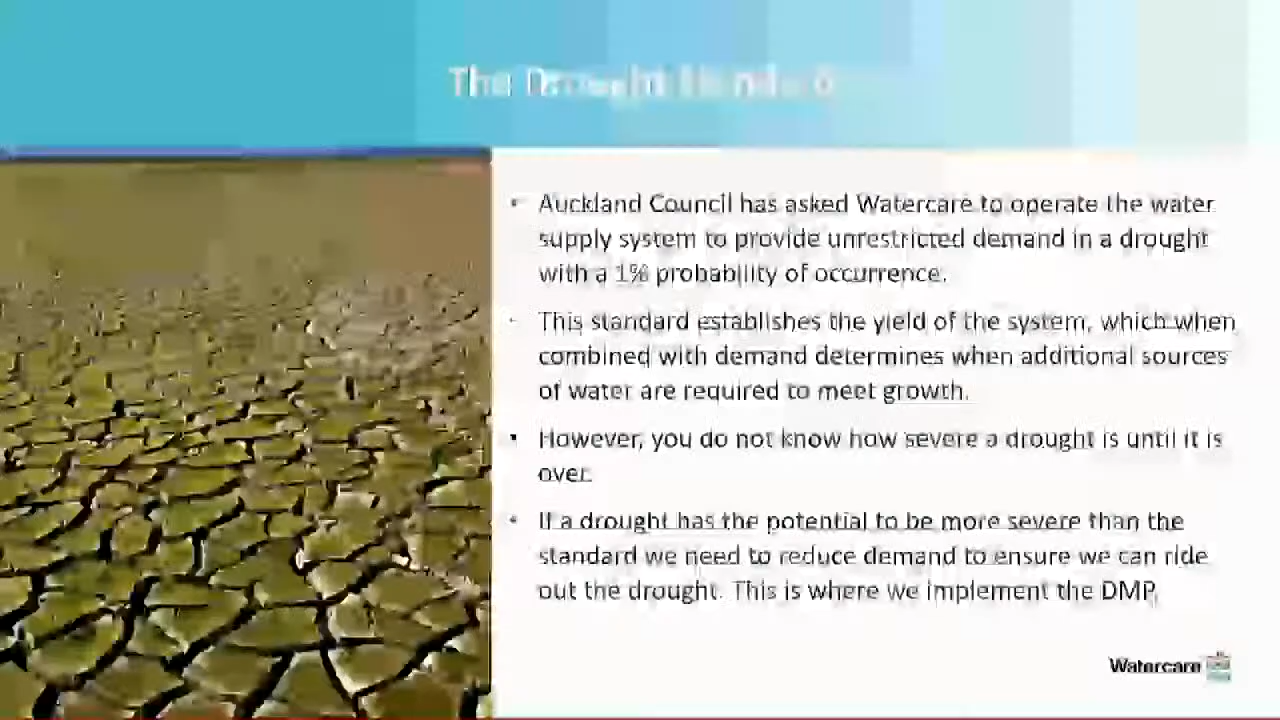 The Drought
Auckland Council has asked Watercare to operate the water
supply system to provide unrestricted demand in a drought
with a 1% probability of occurrence.
This standard establishes the yield of the system, which when
combined with demand determines when additional sources
of water are required to meet growth.
However, you do not know how severe a drought is until it is
over.
If a drought has the potential to be more severe than the
standard we need to reduce demand to ensure we can ride
out the drought. This is where we implement the DMP.
Watercare